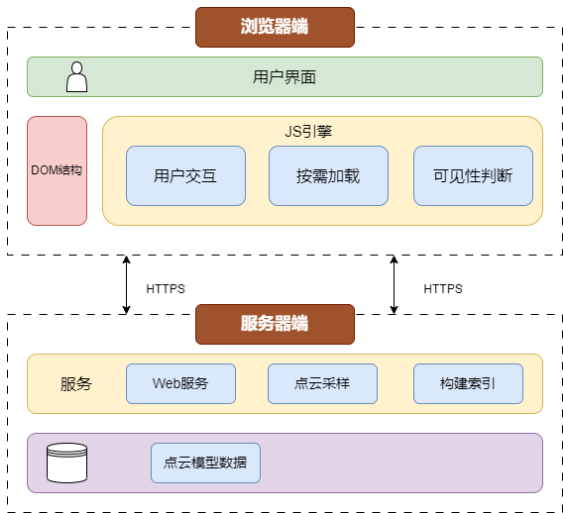 浏览器端
用户界面
DOM结构
JS引擎
用户交互
按需加载
可见性判断
HTTPS
HTTPS
服务器端
服务
Web服务
点云采样
构建索引
点云模型数据